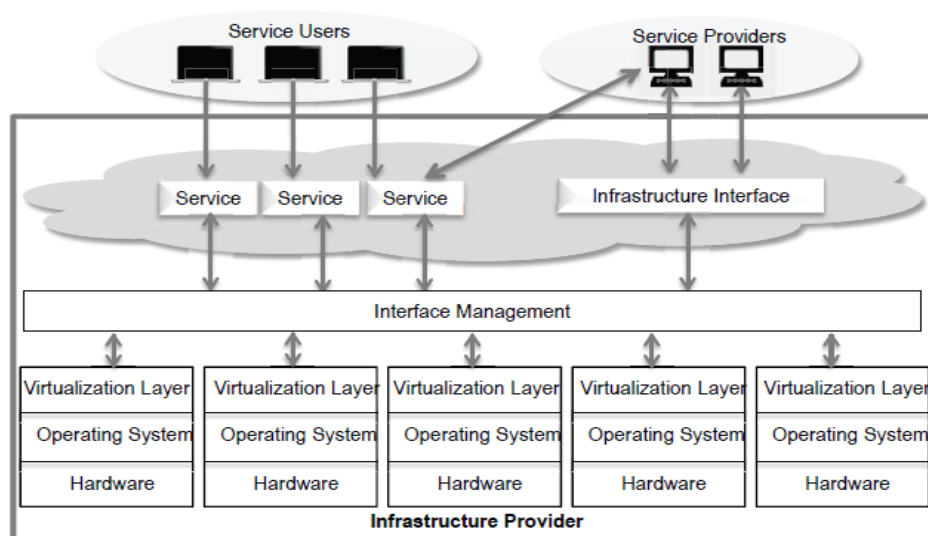 Service Users
Service Providers
Service Service Service Infrastructure Interface
Interface Management
Virtualization Layer Virtualization Layer Virtualization Layer Virtualization Layer Virtualization Layer
Operating System Operating System Operating System Operating System Operating System
Hardware Hardware Hardware Hardware Hardware
Infrastructure Provider